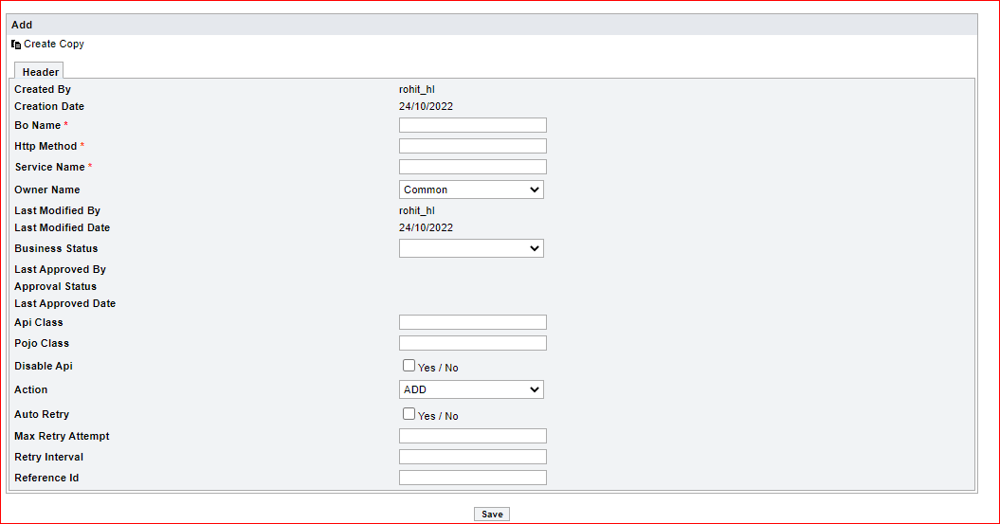 Add
Create Copy
Header
Created By rohit_hl
Creation Date 24/10/2022
Bo Name *
Http Method *
Service Name *
Owner Name Common
Last Modified By rohit_hl
Last Modified Date 24/10/2022
Business Status
Last Approved By
Approval Status
Last Approved Date
Api Class
Pojo Class
Disable Api Yes / No
Action ADD
Auto Retry Yes / No
Max Retry Attempt
Retry Interval
Reference Id
Save